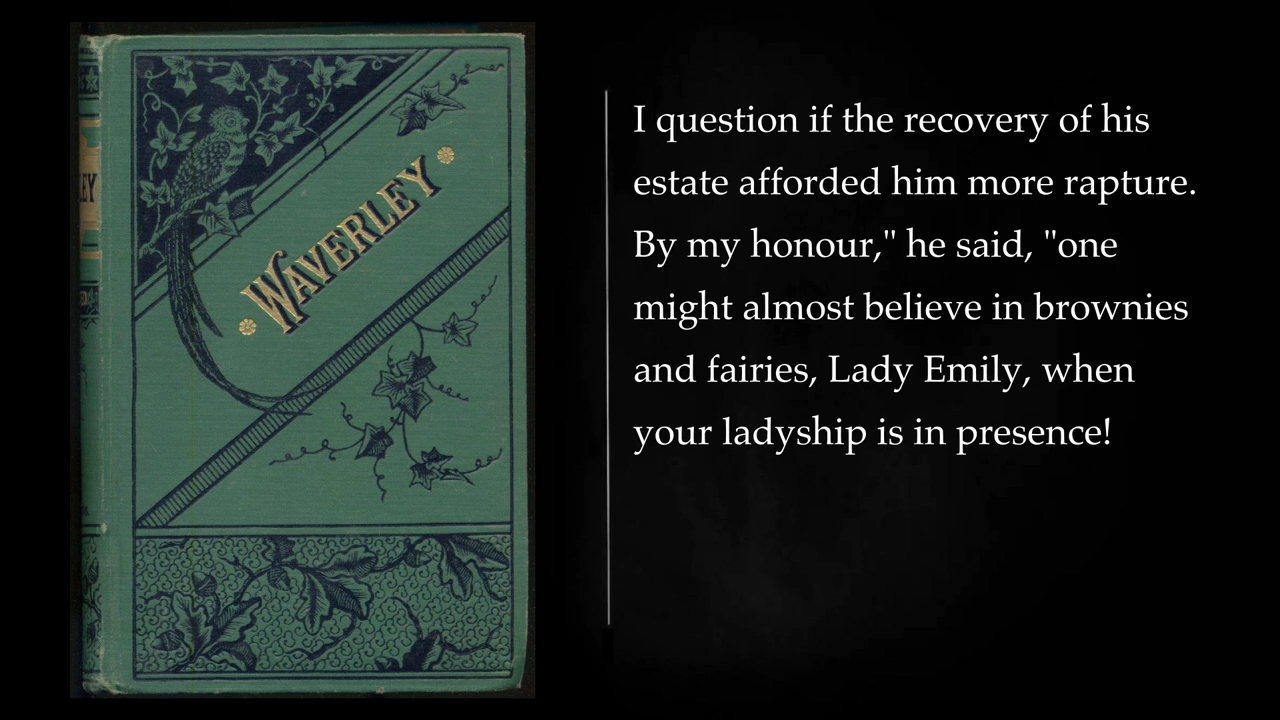 WAVERLEY
EY
I question if the recovery of his
estate afforded him more rapture.
By my honour," he said, "one
might almost believe in brownies
and fairies, Lady Emily, when
your ladyship is in presence!